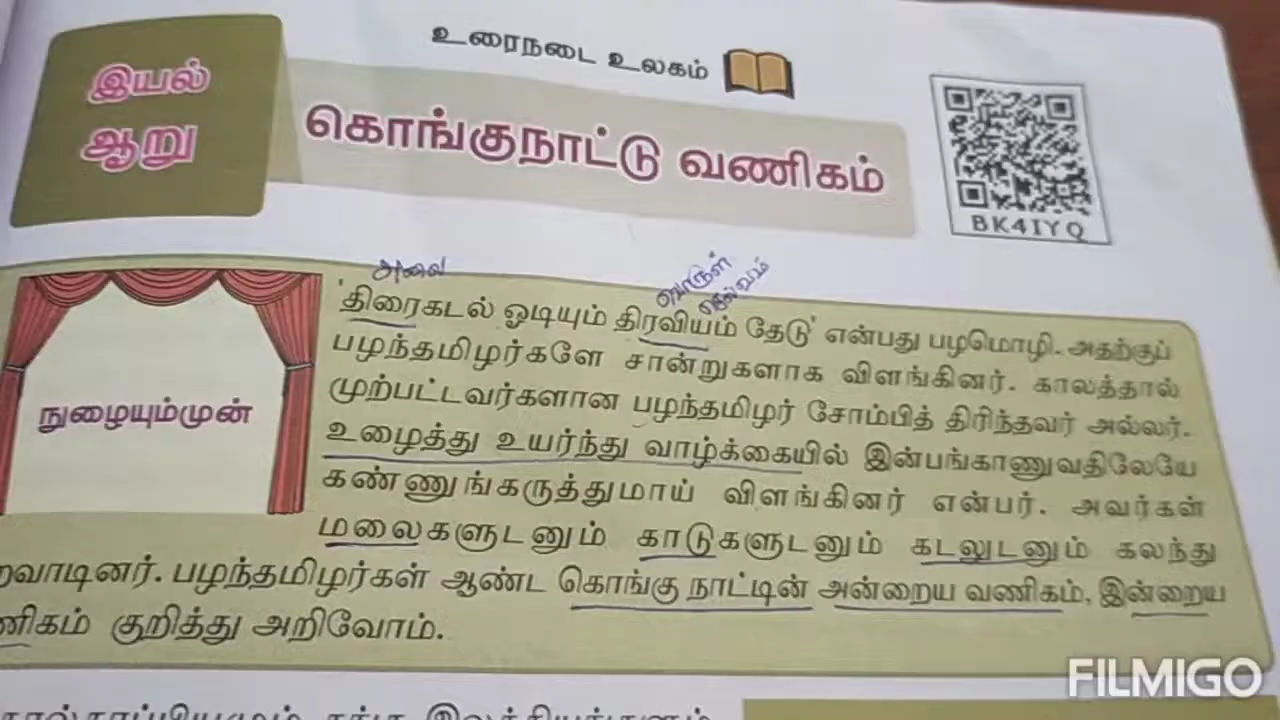 உரைநடை உலகம்
இயல்
ஆறு
கொங்குநாட்டு வணிகம்
BK4IYQ
அலை
பொருள்
செல்வம்
நுழையும்முன்
'திரைகடல் ஓடியும் திரவியம் தேடு' என்பது பழமொழி. அதற்குப்
பழந்தமிழர்களே சான்றுகளாக விளங்கினர். காலத்தால்
முற்பட்டவர்களான பழந்தமிழர் சோம்பித் திரிந்தவர் அல்லர்.
உழைத்து உயர்ந்து வாழ்க்கையில் இன்பங்காணுவதிலேயே
கண்ணுங்கருத்துமாய் விளங்கினர் என்பர். அவர்கள்
மலைகளுடனும் காடுகளுடனும் கடலுடனும் கலந்து
றவாடினர். பழந்தமிழர்கள் ஆண்ட கொங்கு நாட்டின் அன்றைய வணிகம், இன்றைய
ணிகம் குறித்து அறிவோம்.
FILMIGO